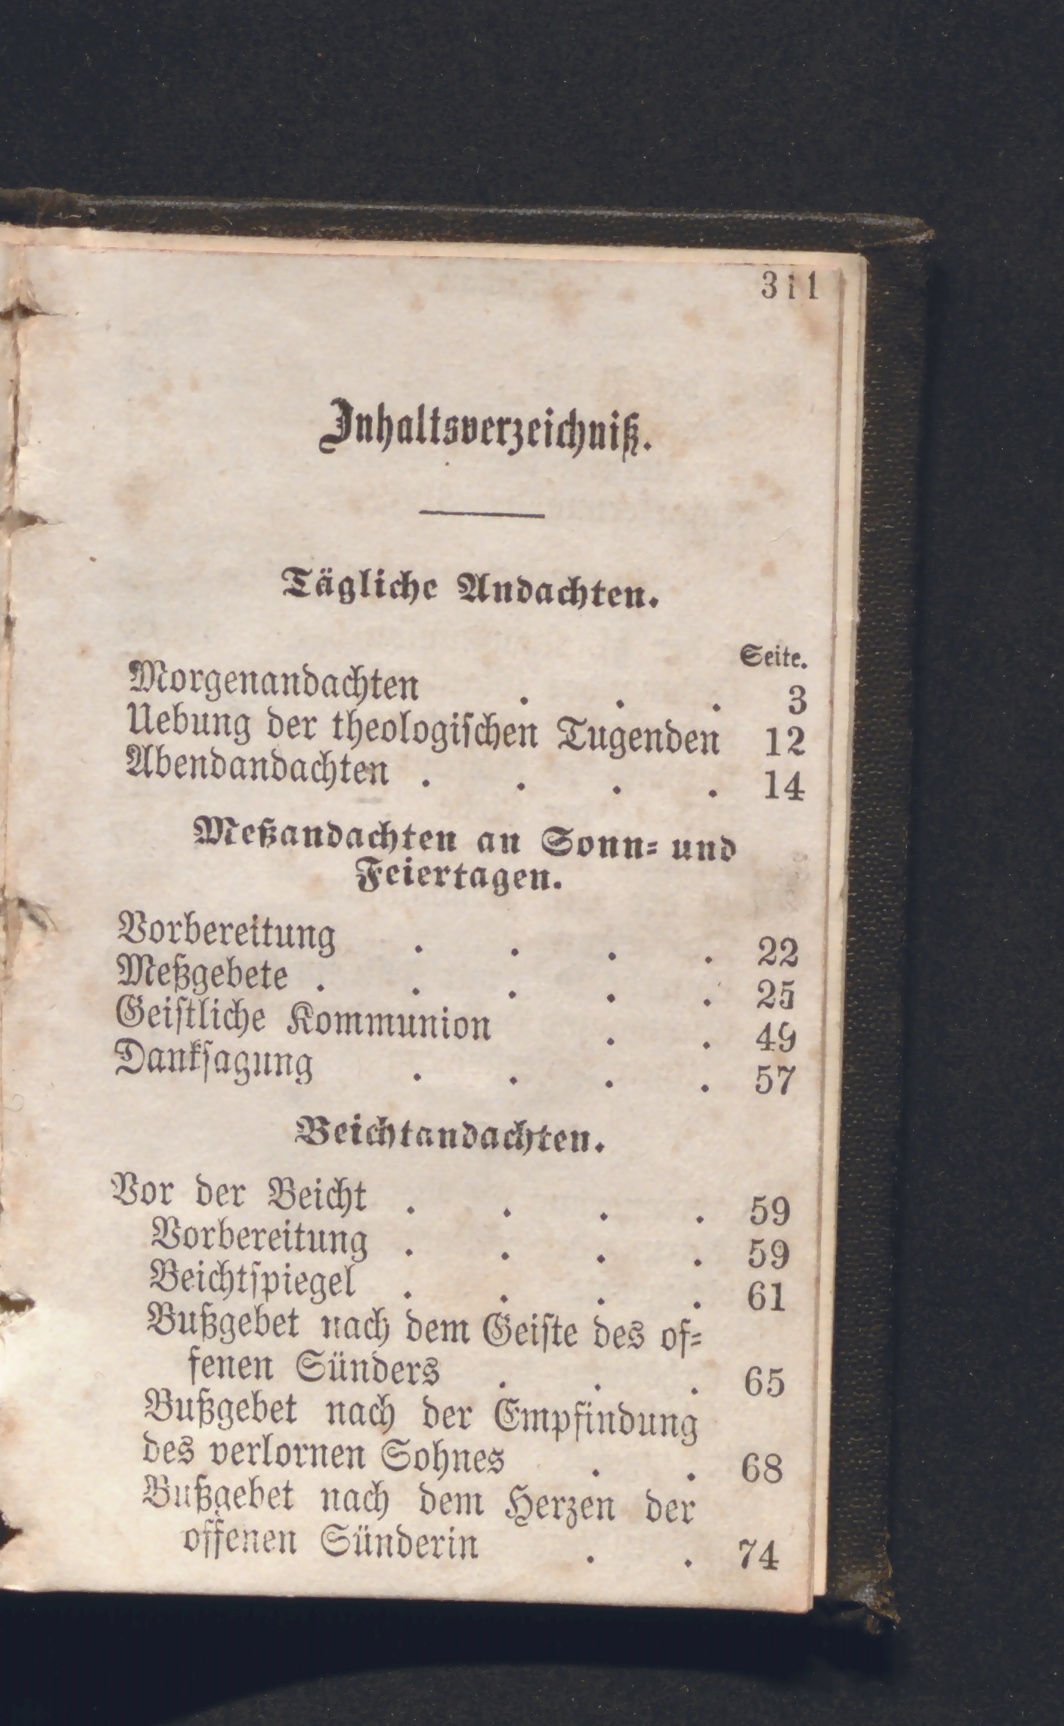 311
Inhaltsverzeichniß.
Tägliche Andachten.
Seite.
Morgenandachten . . . 3
Uebung der theologischen Tugenden 12
Abendandachten . . . . 14
Meßandachten an Sonn- und
Feiertagen.
Vorbereitung . . . . 22
Meßgebete . . . . . 25
Geistliche Kommunion . . 49
Danksagung . . . . 57
Beichtandachten.
Vor der Beicht . . . . 59
Vorbereitung . . . . 59
Beichtspiegel . . . . 61
Bußgebet nach dem Geiste des of-
fenen Sünders . . . 65
Bußgebet nach der Empfindung
des verlornen Sohnes . . 68
Bußgebet nach dem Herzen der
offenen Sünderin . . 74